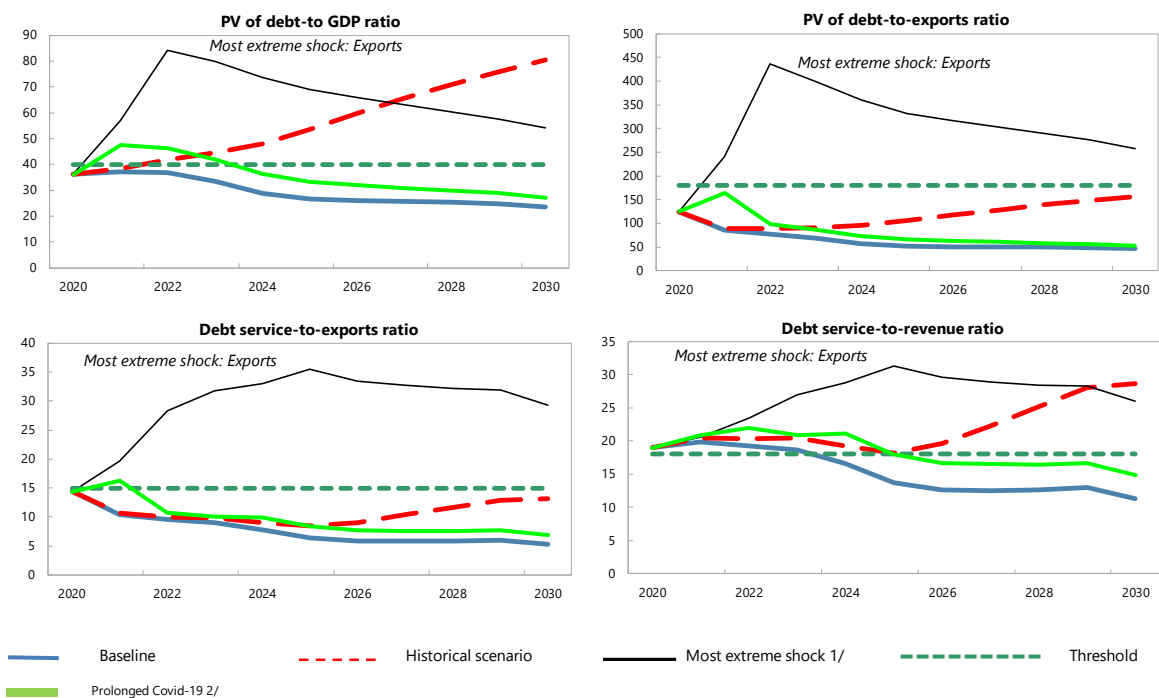 PV of debt-to GDP ratio
Most extreme shock: Exports
90
80
70
60
50
40
30
20
10
0
2020 2022 2024 2026 2028 2030
PV of debt-to-exports ratio
Most extreme shock: Exports
500
450
400
350
300
250
200
150
100
50
0
2020 2022 2024 2026 2028 2030
Debt service-to-exports ratio
Most extreme shock: Exports
40
35
30
25
20
15
10
5
0
2020 2022 2024 2026 2028 2030
Debt service-to-revenue ratio
Most extreme shock: Exports
35
30
25
20
15
10
5
0
2020 2022 2024 2026 2028 2030
Baseline Historical scenario Most extreme shock 1/ Threshold
Prolonged Covid-19 2/